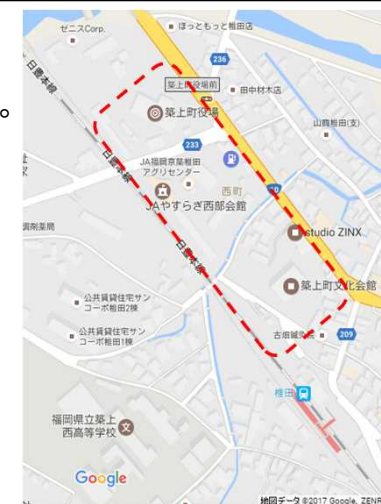 。
ゼニスCorp.
ほっともっと椎田店
236
日豊本線
築上町役場前
田中材木店
築上町役場
山鶴椎田(支)
233
JA福岡京築椎田
アグリセンター
西町
日豊本線
10
JAやすらぎ西部会館
studio ZINX
調剤薬局
日豊本線
築上町文化会館
公共賃貸住宅サン
コーポ椎田2棟
公共賃貸住宅サン
コーポ椎田1棟
209
椎田
福岡県立築上
西高等学校
Google
地図データ ©2017 Google, ZENR